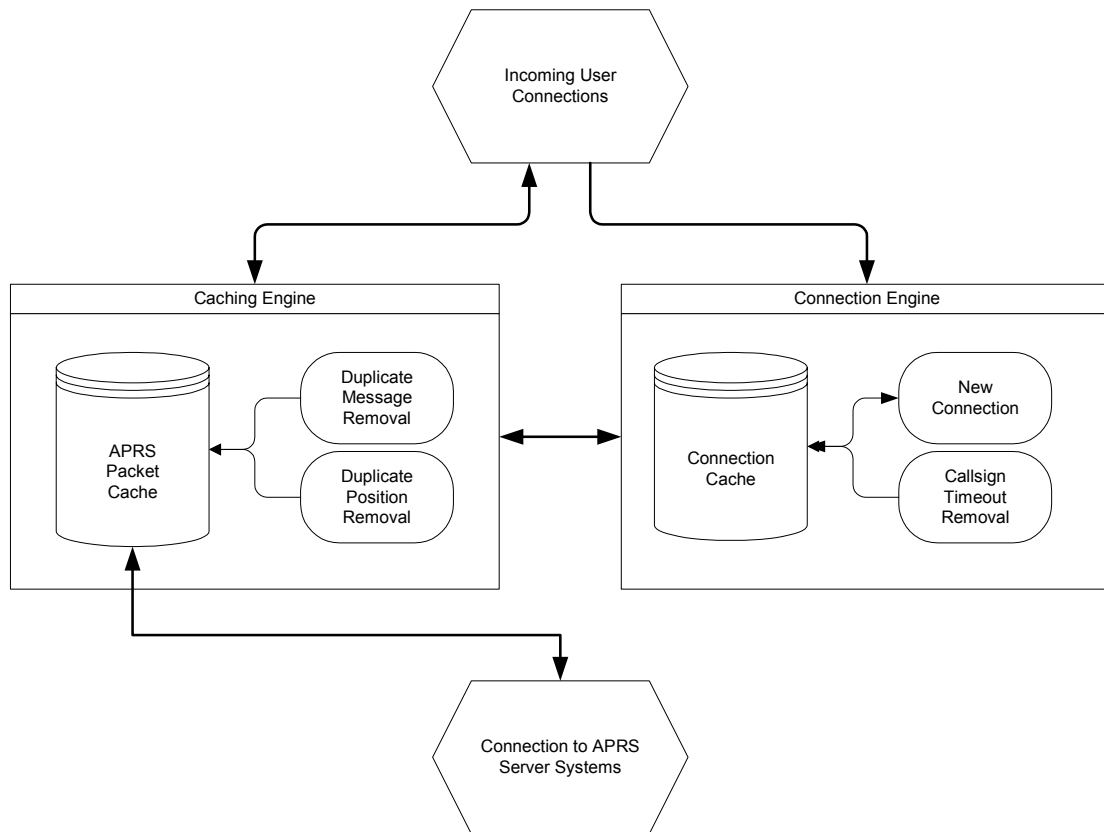 Incoming User
Connections
Caching Engine
Connection Engine
APRS
Packet
Cache
Duplicate
Message
Removal
Duplicate
Position
Removal
Connection
Cache
New
Connection
Callsign
Timeout
Removal
Connection to APRS
Server Systems